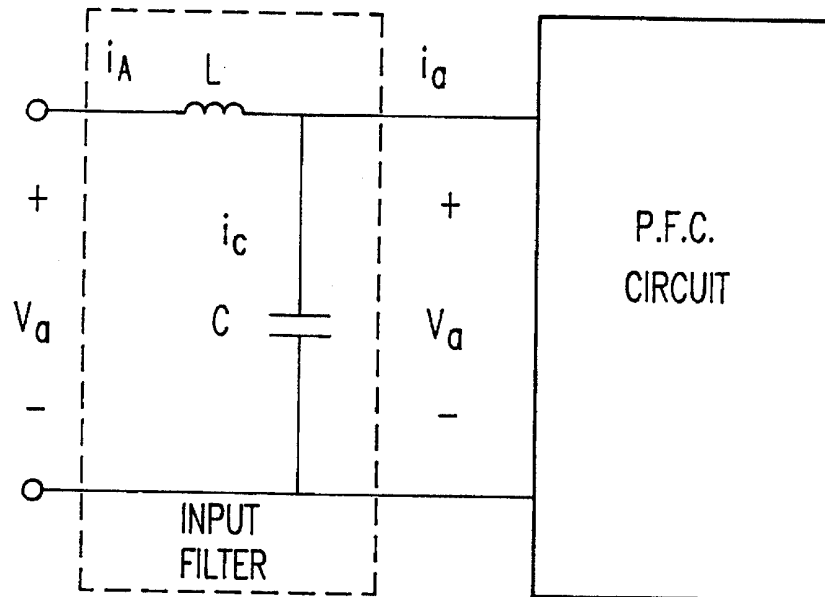 i_A
L
i_a
+
+
i_c
P.F.C.
CIRCUIT
V_a
C
V_a
−
−
INPUT
FILTER